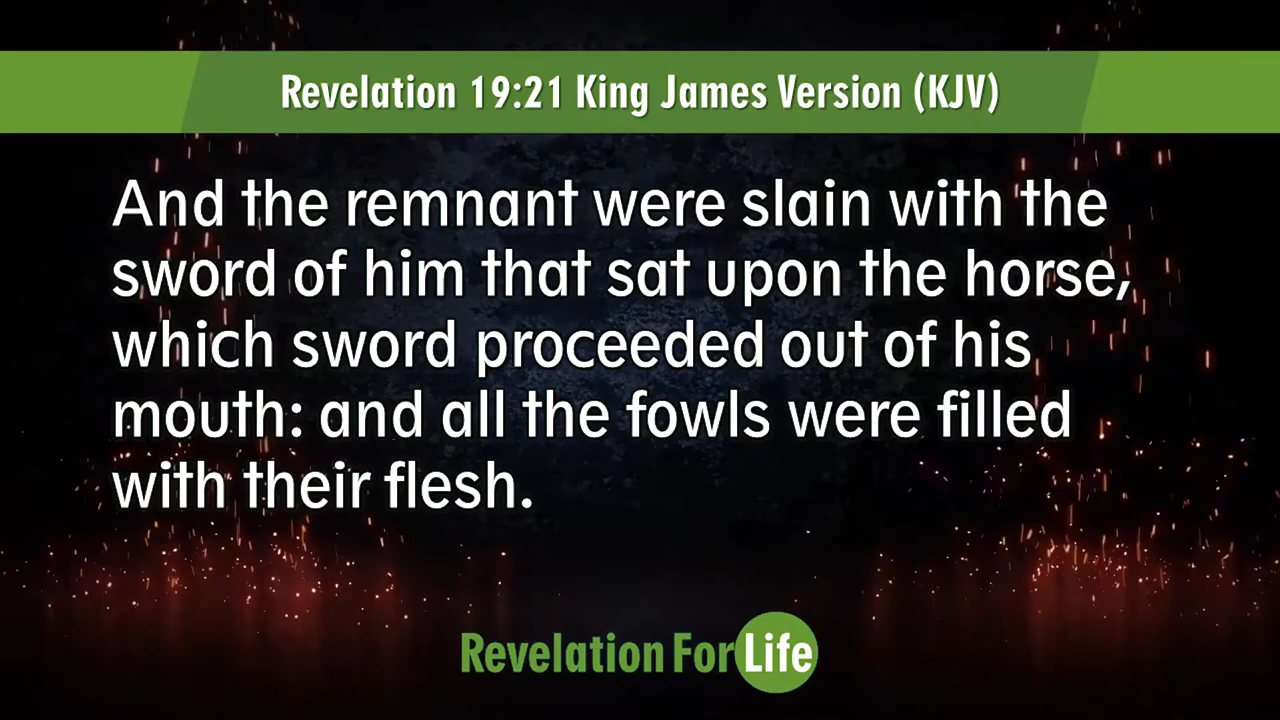 Revelation 19:21 King James Version (KJV)
And the remnant were slain with the
sword of him that sat upon the horse,
which sword proceeded out of his
mouth: and all the fowls were filled
with their flesh.
Revelation For Life